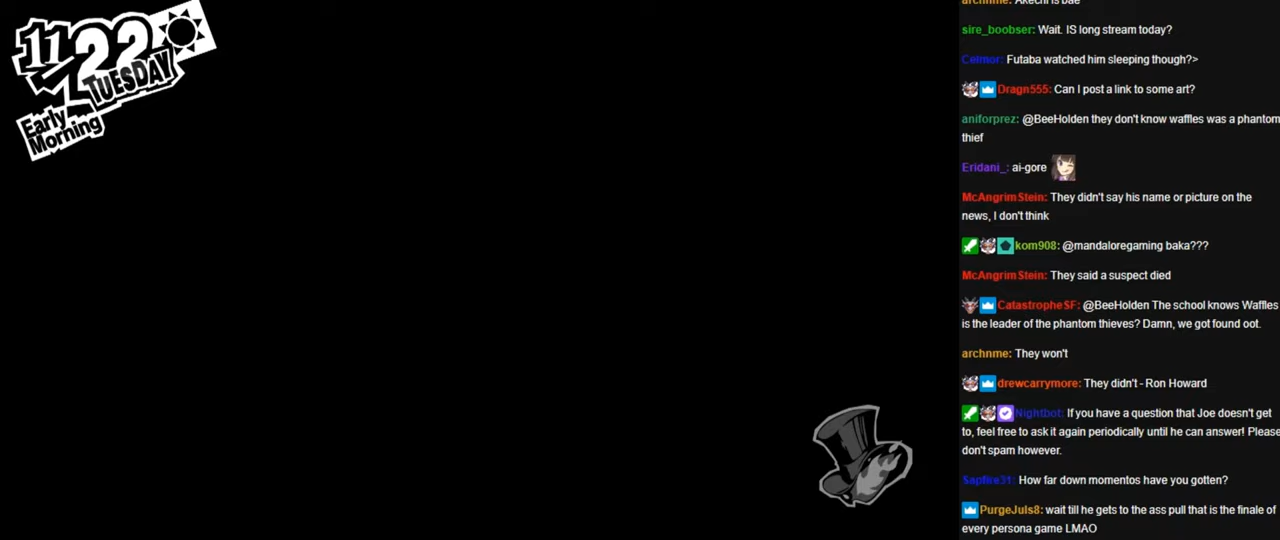 11/22
TUESDAY
Early
Morning
archnme: Akechi is bae
sire_boobser: Wait. IS long stream today?
Celmor: Futaba watched him sleeping though?>
Dragn555: Can I post a link to some art?
aniforprez: @BeeHolden they don't know waffles was a phantom
thief
Eridani_: ai-gore
McAngrimStein: They didn't say his name or picture on the
news, I don't think
kom908: @mandaloregaming baka???
McAngrimStein: They said a suspect died
CatastropheSF: @BeeHolden The school knows Waffles
is the leader of the phantom thieves? Damn, we got found oot.
archnme: They won't
drewcarrymore: They didn't - Ron Howard
Nightbot: If you have a question that Joe doesn't get
to, feel free to ask it again periodically until he can answer! Please
don't spam however.
Sapfire31: How far down momentos have you gotten?
PurgeJuls8: wait till he gets to the ass pull that is the finale of
every persona game LMAO